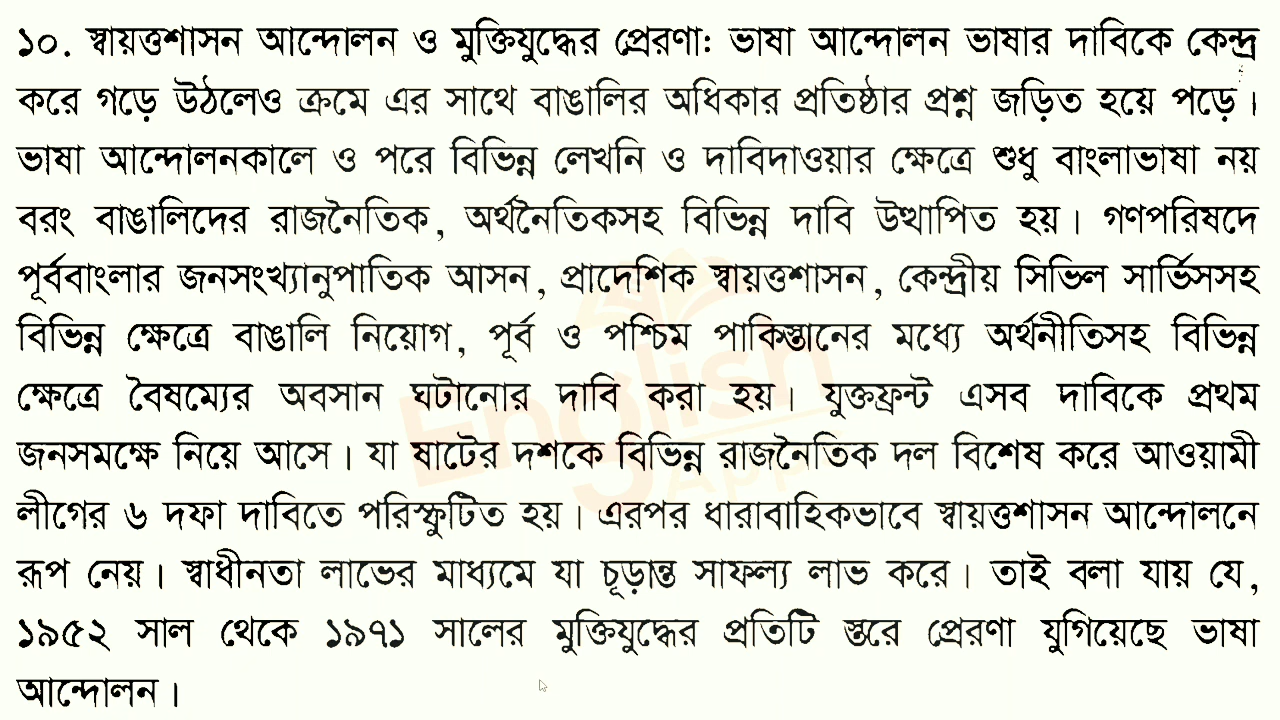 ১০. স্বায়ত্তশাসন আন্দোলন ও মুক্তিযুদ্ধের প্রেরণা: ভাষা আন্দোলন ভাষার দাবিকে কেন্দ্র
করে গড়ে উঠলেও ক্রমে এর সাথে বাঙালির অধিকার প্রতিষ্ঠার প্রশ্ন জড়িত হয়ে পড়ে।
ভাষা আন্দোলনকালে ও পরে বিভিন্ন লেখনি ও দাবিদাওয়ার ক্ষেত্রে শুধু বাংলাভাষা নয়
বরং বাঙালিদের রাজনৈতিক, অর্থনৈতিকসহ বিভিন্ন দাবি উত্থাপিত হয়। গণপরিষদে
পূর্ববাংলার জনসংখ্যানুপাতিক আসন, প্রাদেশিক স্বায়ত্তশাসন, কেন্দ্রীয় সিভিল সার্ভিসসহ
বিভিন্ন ক্ষেত্রে বাঙালি নিয়োগ, পূর্ব ও পশ্চিম পাকিস্তানের মধ্যে অর্থনীতিসহ বিভিন্ন
ক্ষেত্রে বৈষম্যের অবসান ঘটানোর দাবি করা হয়। যুক্তফ্রন্ট এসব দাবিকে প্রথম
জনসমক্ষে নিয়ে আসে। যা ষাটের দশকে বিভিন্ন রাজনৈতিক দল বিশেষ করে আওয়ামী
লীগের ৬ দফা দাবিতে পরিস্ফুটিত হয়। এরপর ধারাবাহিকভাবে স্বায়ত্তশাসন আন্দোলনে
রূপ নেয়। স্বাধীনতা লাভের মাধ্যমে যা চূড়ান্ত সাফল্য লাভ করে। তাই বলা যায় যে,
১৯৫২ সাল থেকে ১৯৭১ সালের মুক্তিযুদ্ধের প্রতিটি স্তরে প্রেরণা যুগিয়েছে ভাষা
আন্দোলন।
English
App